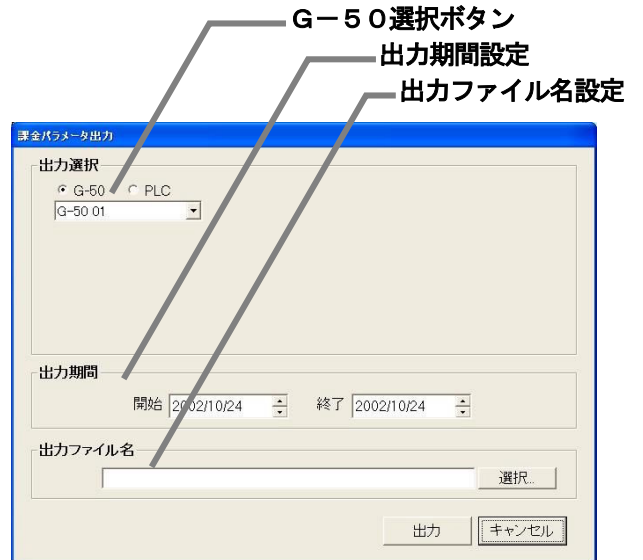 G－５０選択ボタン
出力期間設定
出力ファイル名設定
課金パラメータ出力
出力選択
G-50 PLC
G-50 01
出力期間
開始 2002/10/24 終了 2002/10/24
出力ファイル名
選択...
出力 キャンセル